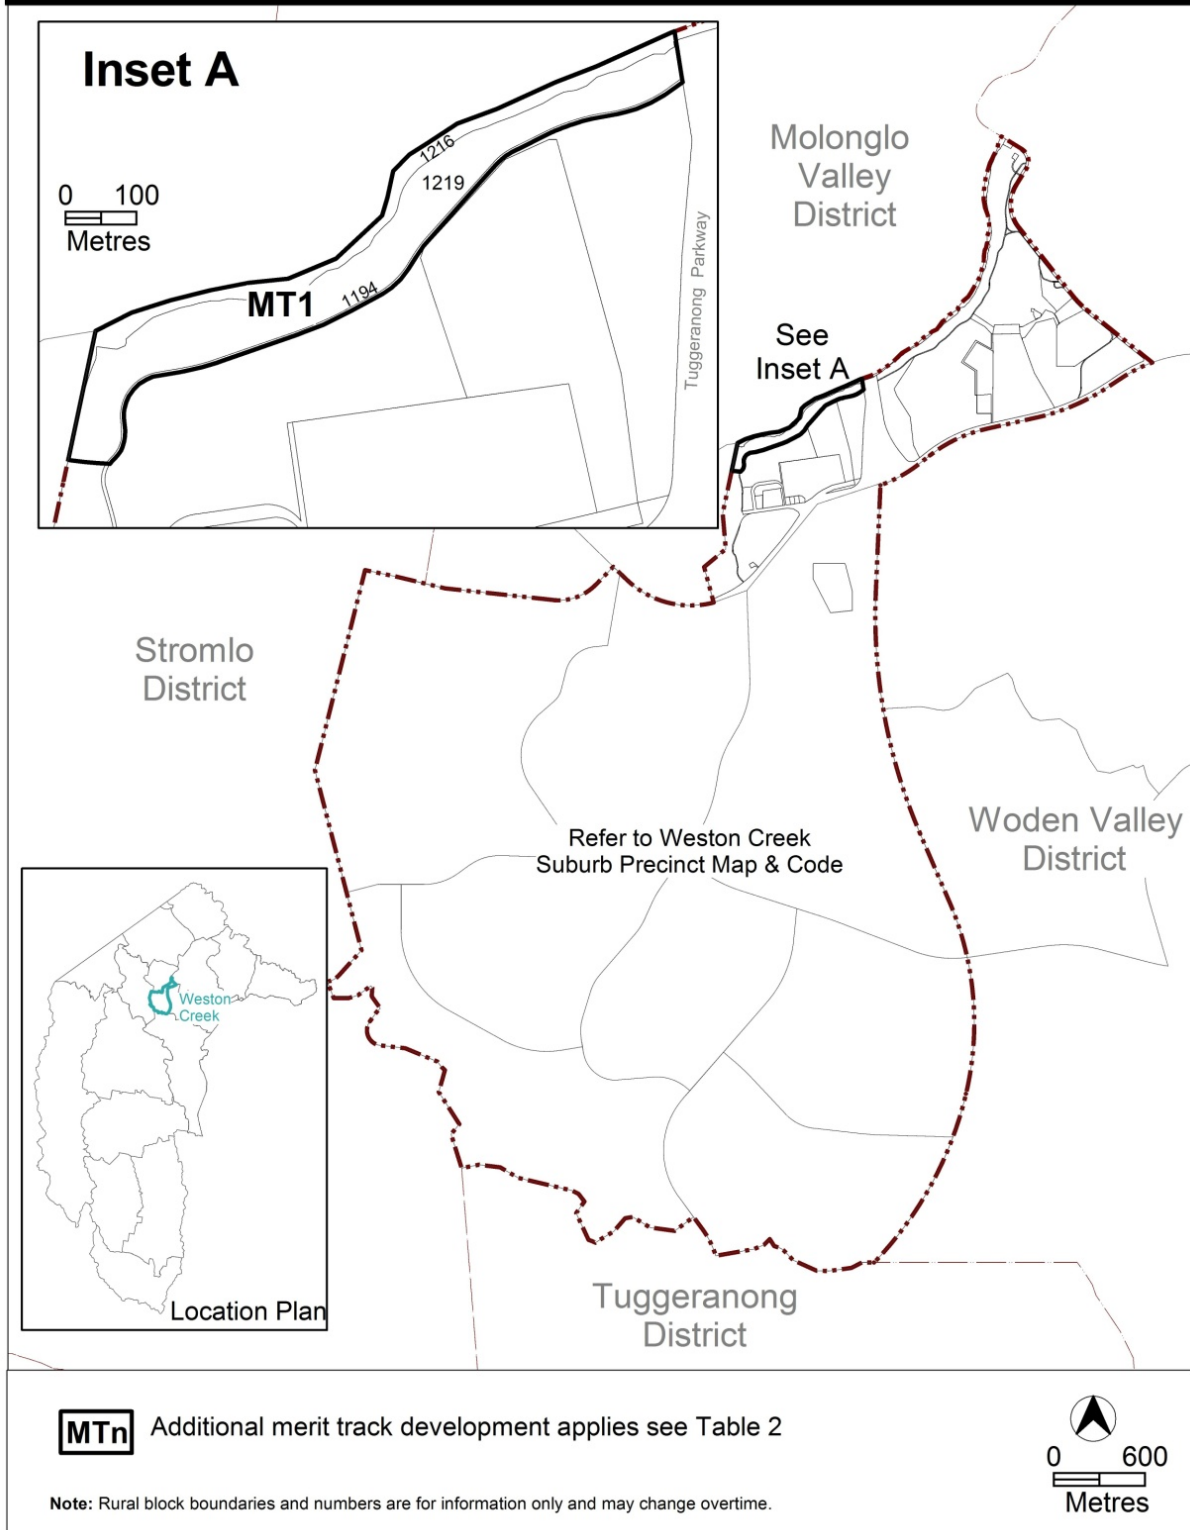 Inset A
0 100
Metres
1216
1219
MT1
1194
Tuggeranong Parkway
Molonglo
Valley
District
See
Inset A
Stromlo
District
Refer to Weston Creek
Suburb Precinct Map & Code
Woden Valley
District
Weston
Creek
Location Plan
Tuggeranong
District
MTn Additional merit track development applies see Table 2
0 600
Metres
Note: Rural block boundaries and numbers are for information only and may change overtime.